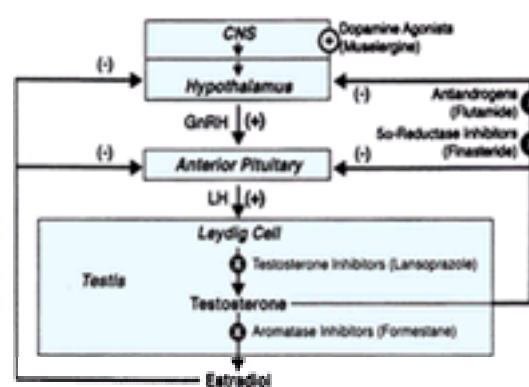 CNS
Dopamine Agonists
(Muselergine)
(-)
Hypothalamus
(-)
Antiandrogens
(Flutamide)
GnRH (+)
5α-Reductase Inhibitors
(Finasteride)
(-)
Anterior Pituitary
(-)
LH (+)
Leydig Cell
Testosterone Inhibitors (Lansoprazole)
Testis
Testosterone
Aromatase Inhibitors (Formestane)
Estradiol